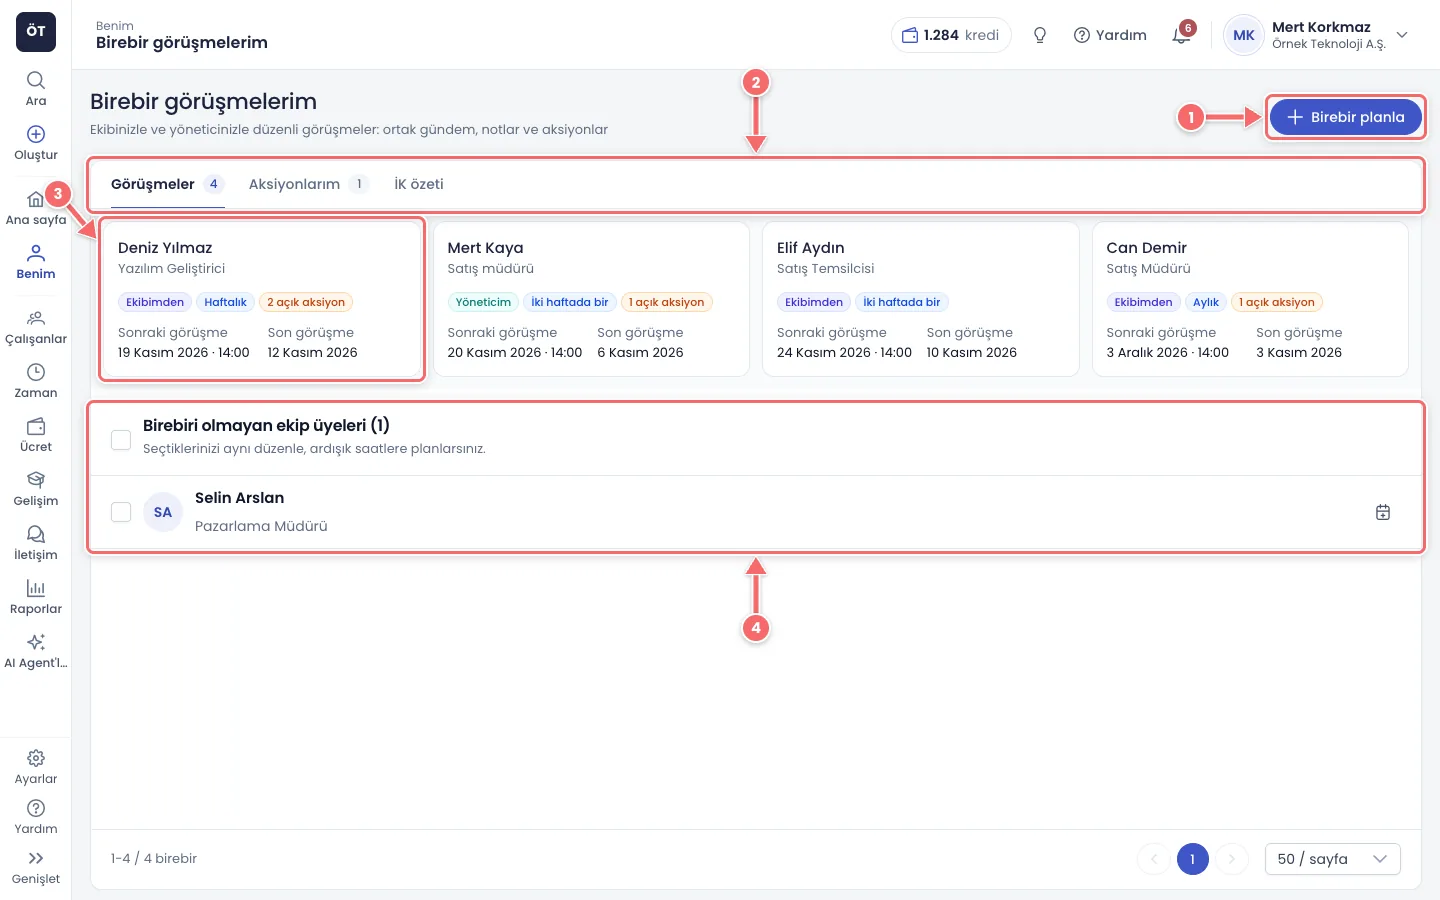 ÖT
Ara
Oluştur
Ana sayfa
Benim
Çalışanlar
Zaman
Ücret
Gelişim
İletişim
Raporlar
AI Agent'l...
Ayarlar
Yardım
Genişlet
Benim
Birebir görüşmelerim
1.284 kredi
Yardım
6
MK
Mert Korkmaz
Örnek Teknoloji A.Ş.
Birebir görüşmelerim
Ekibinizle ve yöneticinizle düzenli görüşmeler: ortak gündem, notlar ve aksiyonlar
2
1
Birebir planla
Görüşmeler 4
Aksiyonlarım 1
İK özeti
3
Deniz Yılmaz
Yazılım Geliştirici
Ekibimden Haftalık 2 açık aksiyon
Sonraki görüşme Son görüşme
19 Kasım 2026 · 14:00 12 Kasım 2026
Mert Kaya
Satış müdürü
Yöneticim İki haftada bir 1 açık aksiyon
Sonraki görüşme Son görüşme
20 Kasım 2026 · 14:00 6 Kasım 2026
Elif Aydın
Satış Temsilcisi
Ekibimden İki haftada bir
Sonraki görüşme Son görüşme
24 Kasım 2026 · 14:00 10 Kasım 2026
Can Demir
Satış Müdürü
Ekibimden Aylık 1 açık aksiyon
Sonraki görüşme Son görüşme
3 Aralık 2026 · 14:00 3 Kasım 2026
Birebiri olmayan ekip üyeleri (1)
Seçtiklerinizi aynı düzenle, ardışık saatlere planlarsınız.
SA
Selin Arslan
Pazarlama Müdürü
4
1-4 / 4 birebir
1
50 / sayfa